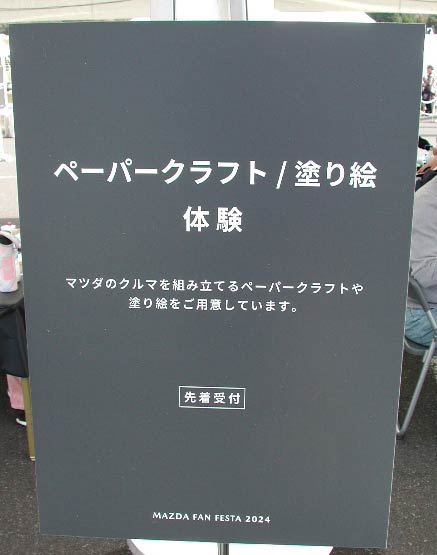 ペーパークラフト / 塗り絵
体験
マツダのクルマを組み立てるペーパークラフトや
塗り絵をご用意しています。
先着受付
MAZDA FAN FESTA 2024